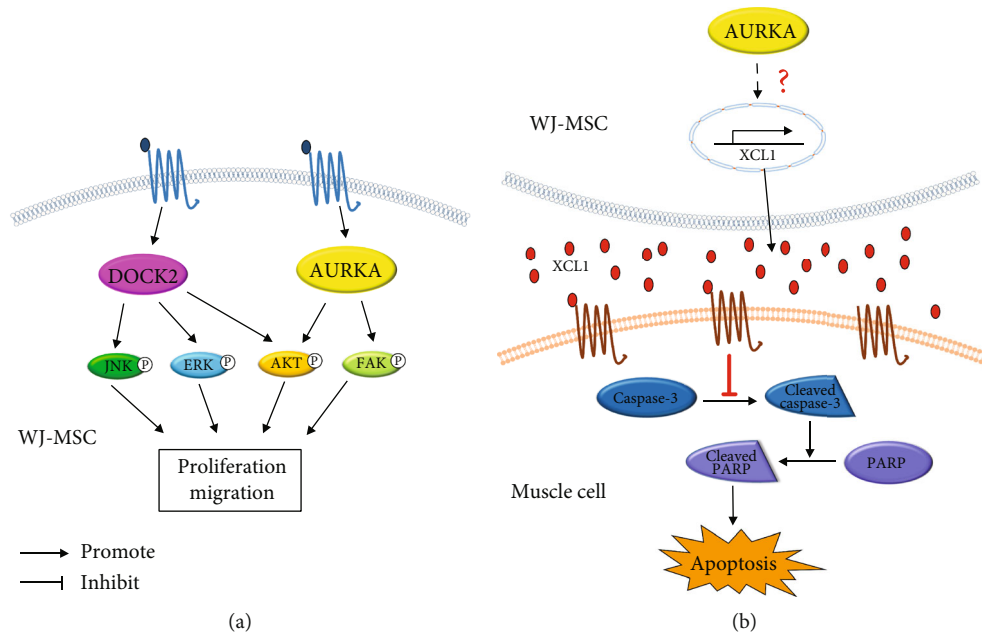 DOCK2
AURKA
JNK
P
ERK
P
AKT
P
FAK
P
WJ-MSC
Proliferation
migration
Promote
Inhibit
(a)
AURKA
?
WJ-MSC
XCL1
XCL1
Caspase-3
Cleaved
caspase-3
Cleaved
PARP
PARP
Muscle cell
Apoptosis
(b)